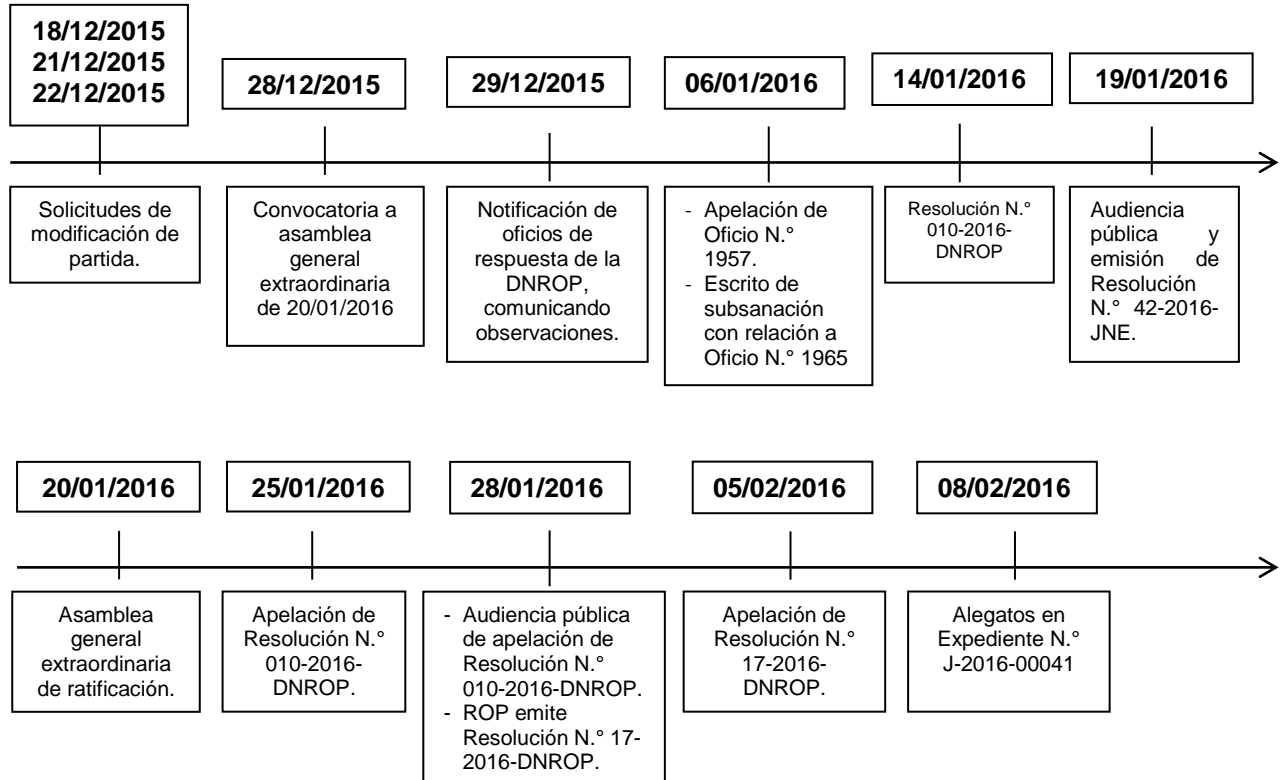 18/12/2015
21/12/2015
22/12/2015
28/12/2015
29/12/2015
06/01/2016
14/01/2016
19/01/2016
Solicitudes de
modificación de
partida.
Convocatoria a
asamblea
general
extraordinaria
de 20/01/2016
Notificación de
oficios de
respuesta de la
DNROP,
comunicando
observaciones.
- Apelación de
Oficio N.°
1957.
- Escrito de
subsanación
con relación a
Oficio N.° 1965
Resolución N.°
010-2016-
DNROP
Audiencia
pública y
emisión de
Resolución
N.° 42-2016-
JNE.
20/01/2016
25/01/2016
28/01/2016
05/02/2016
08/02/2016
Asamblea
general
extraordinaria
de ratificación.
Apelación de
Resolución N.°
010-2016-
DNROP.
- Audiencia pública
de apelación de
Resolución N.°
010-2016-DNROP.
- ROP emite
Resolución N.° 17-
2016-DNROP.
Apelación de
Resolución N.°
17-2016-
DNROP.
Alegatos en
Expediente N.°
J-2016-00041